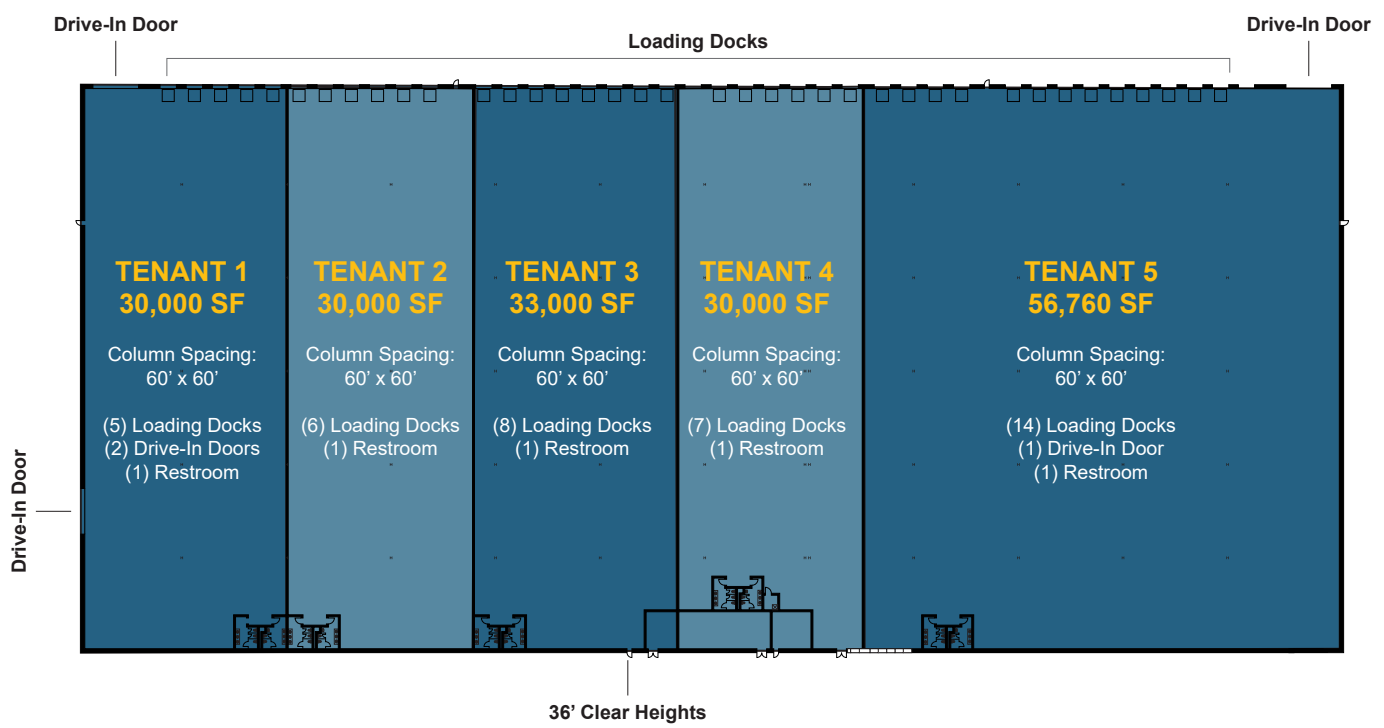 Drive-In Door
Loading Docks
Drive-In Door
TENANT 1
30,000 SF
Column Spacing:
60’ x 60’
(5) Loading Docks
(2) Drive-In Doors
(1) Restroom
TENANT 2
30,000 SF
Column Spacing:
60’ x 60’
(6) Loading Docks
(1) Restroom
TENANT 3
33,000 SF
Column Spacing:
60’ x 60’
(8) Loading Docks
(1) Restroom
TENANT 4
30,000 SF
Column Spacing:
60’ x 60’
(7) Loading Docks
(1) Restroom
TENANT 5
56,760 SF
Column Spacing:
60’ x 60’
(14) Loading Docks
(1) Drive-In Door
(1) Restroom
Drive-In Door
36’ Clear Heights